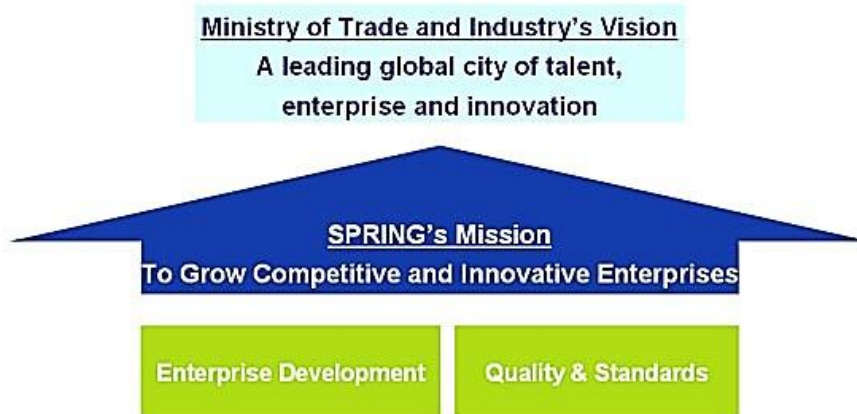 Ministry of Trade and Industry's Vision
A leading global city of talent,
enterprise and innovation
SPRING's Mission
To Grow Competitive and Innovative Enterprises
Enterprise Development
Quality & Standards